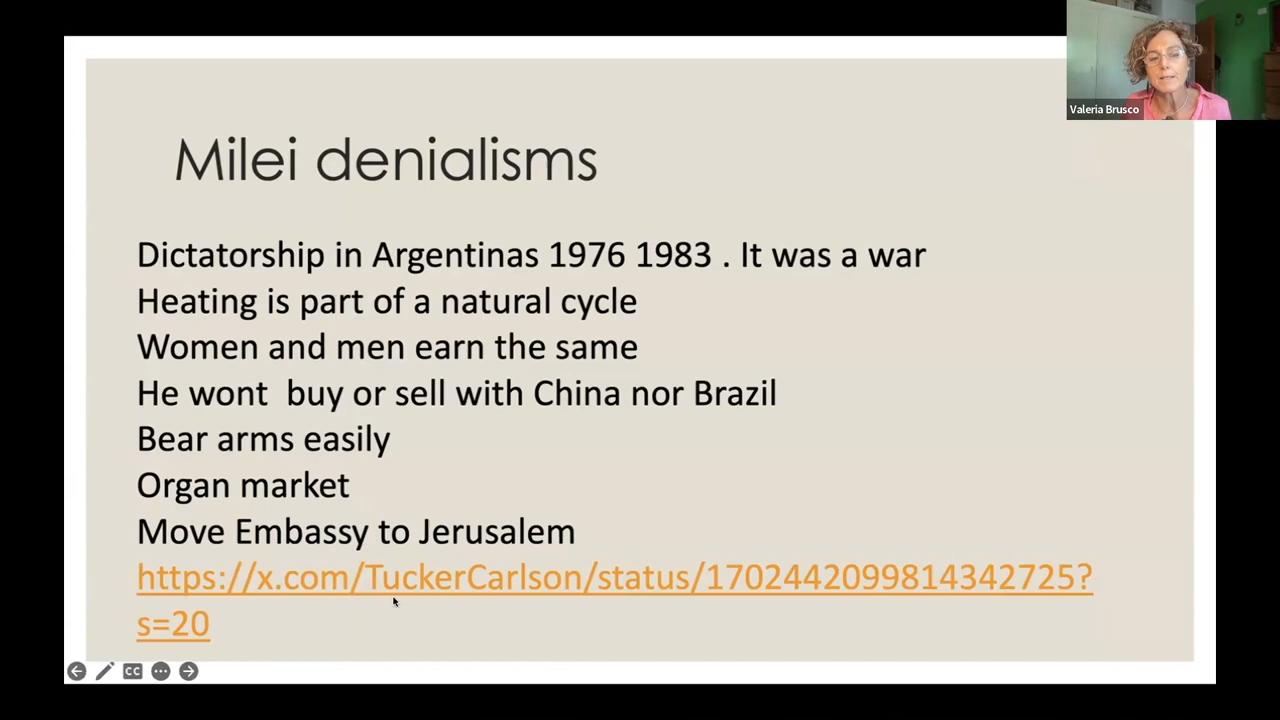 Valeria Brusco
Milei denialisms
Dictatorship in Argentinas 1976 1983 . It was a war
Heating is part of a natural cycle
Women and men earn the same
He wont  buy or sell with China nor Brazil
Bear arms easily
Organ market
Move Embassy to Jerusalem
https://x.com/TuckerCarlson/status/1702442099814342725?
s=20
CC